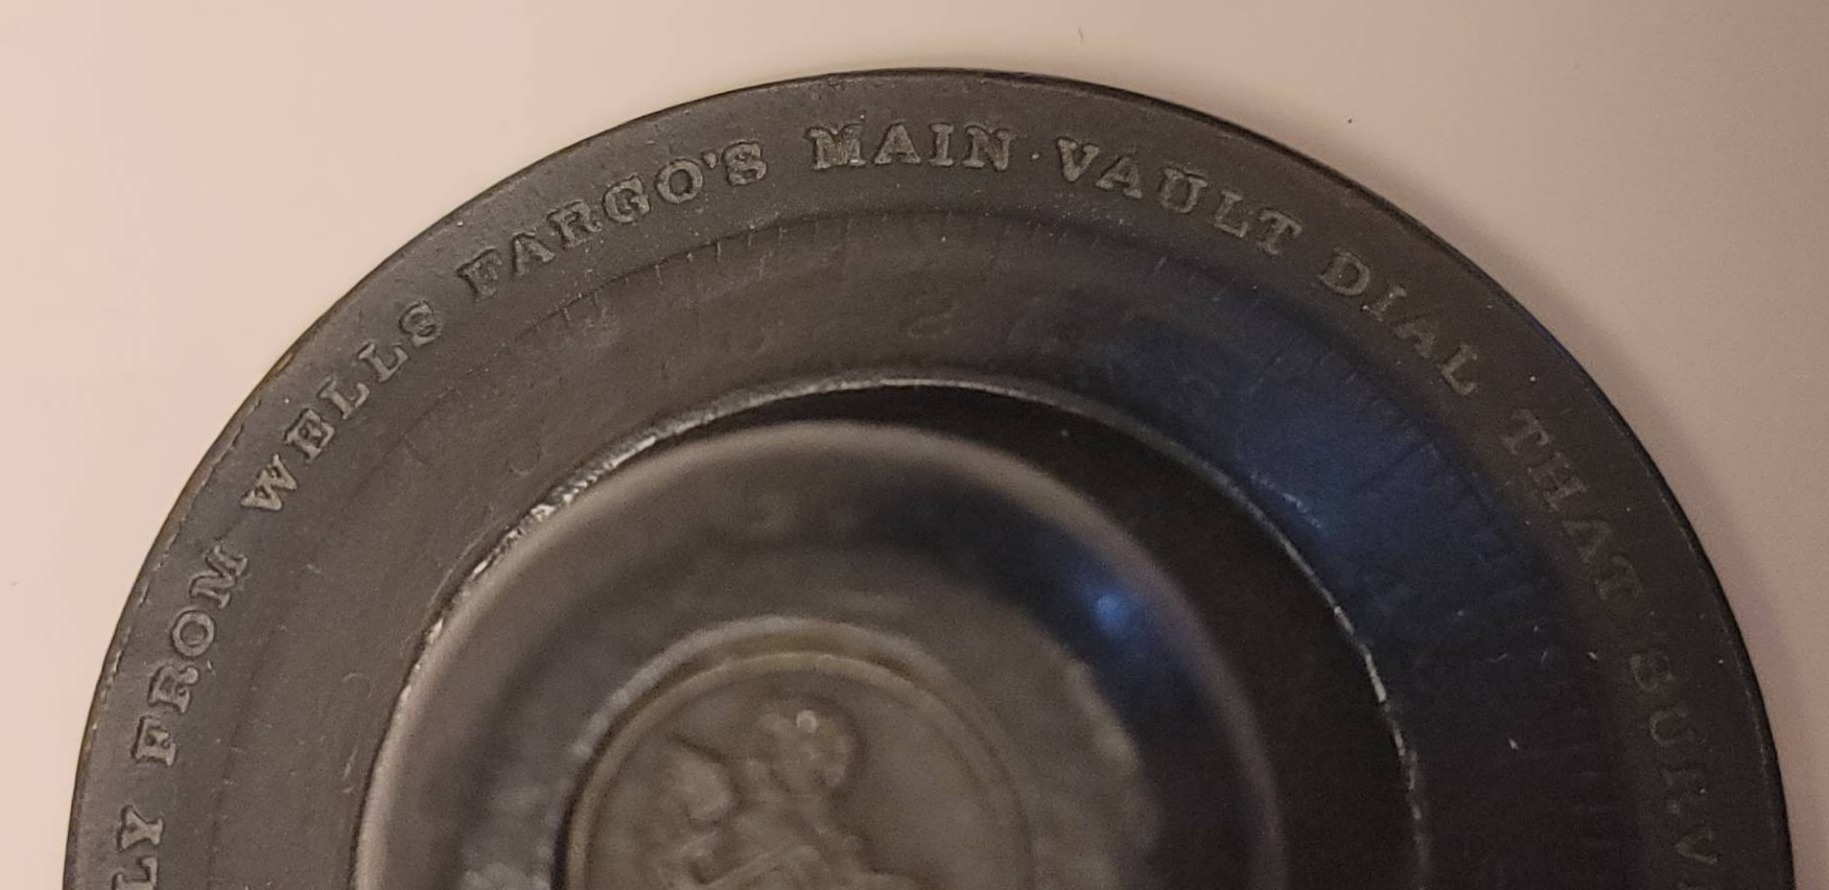 LY FROM WELLS FARGO'S MAIN VAULT DIAL THAT SURV